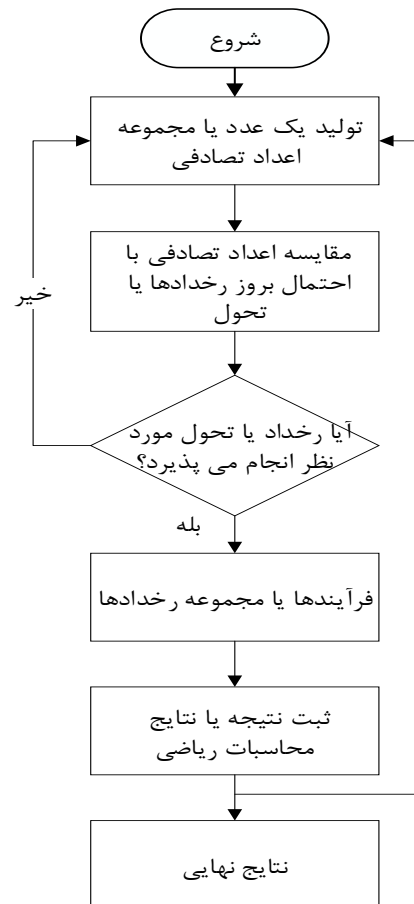 شروع
تولید یک عدد یا مجموعه
اعداد تصادفی
مقایسه اعداد تصادفی با
احتمال بروز رخدادها یا
تحول
خیر
آیا رخداد یا تحول مورد
نظر انجام می پذیرد؟
بله
فرآیندها یا مجموعه رخدادها
ثبت نتیجه یا نتایج
محاسبات ریاضی
نتایج نهایی